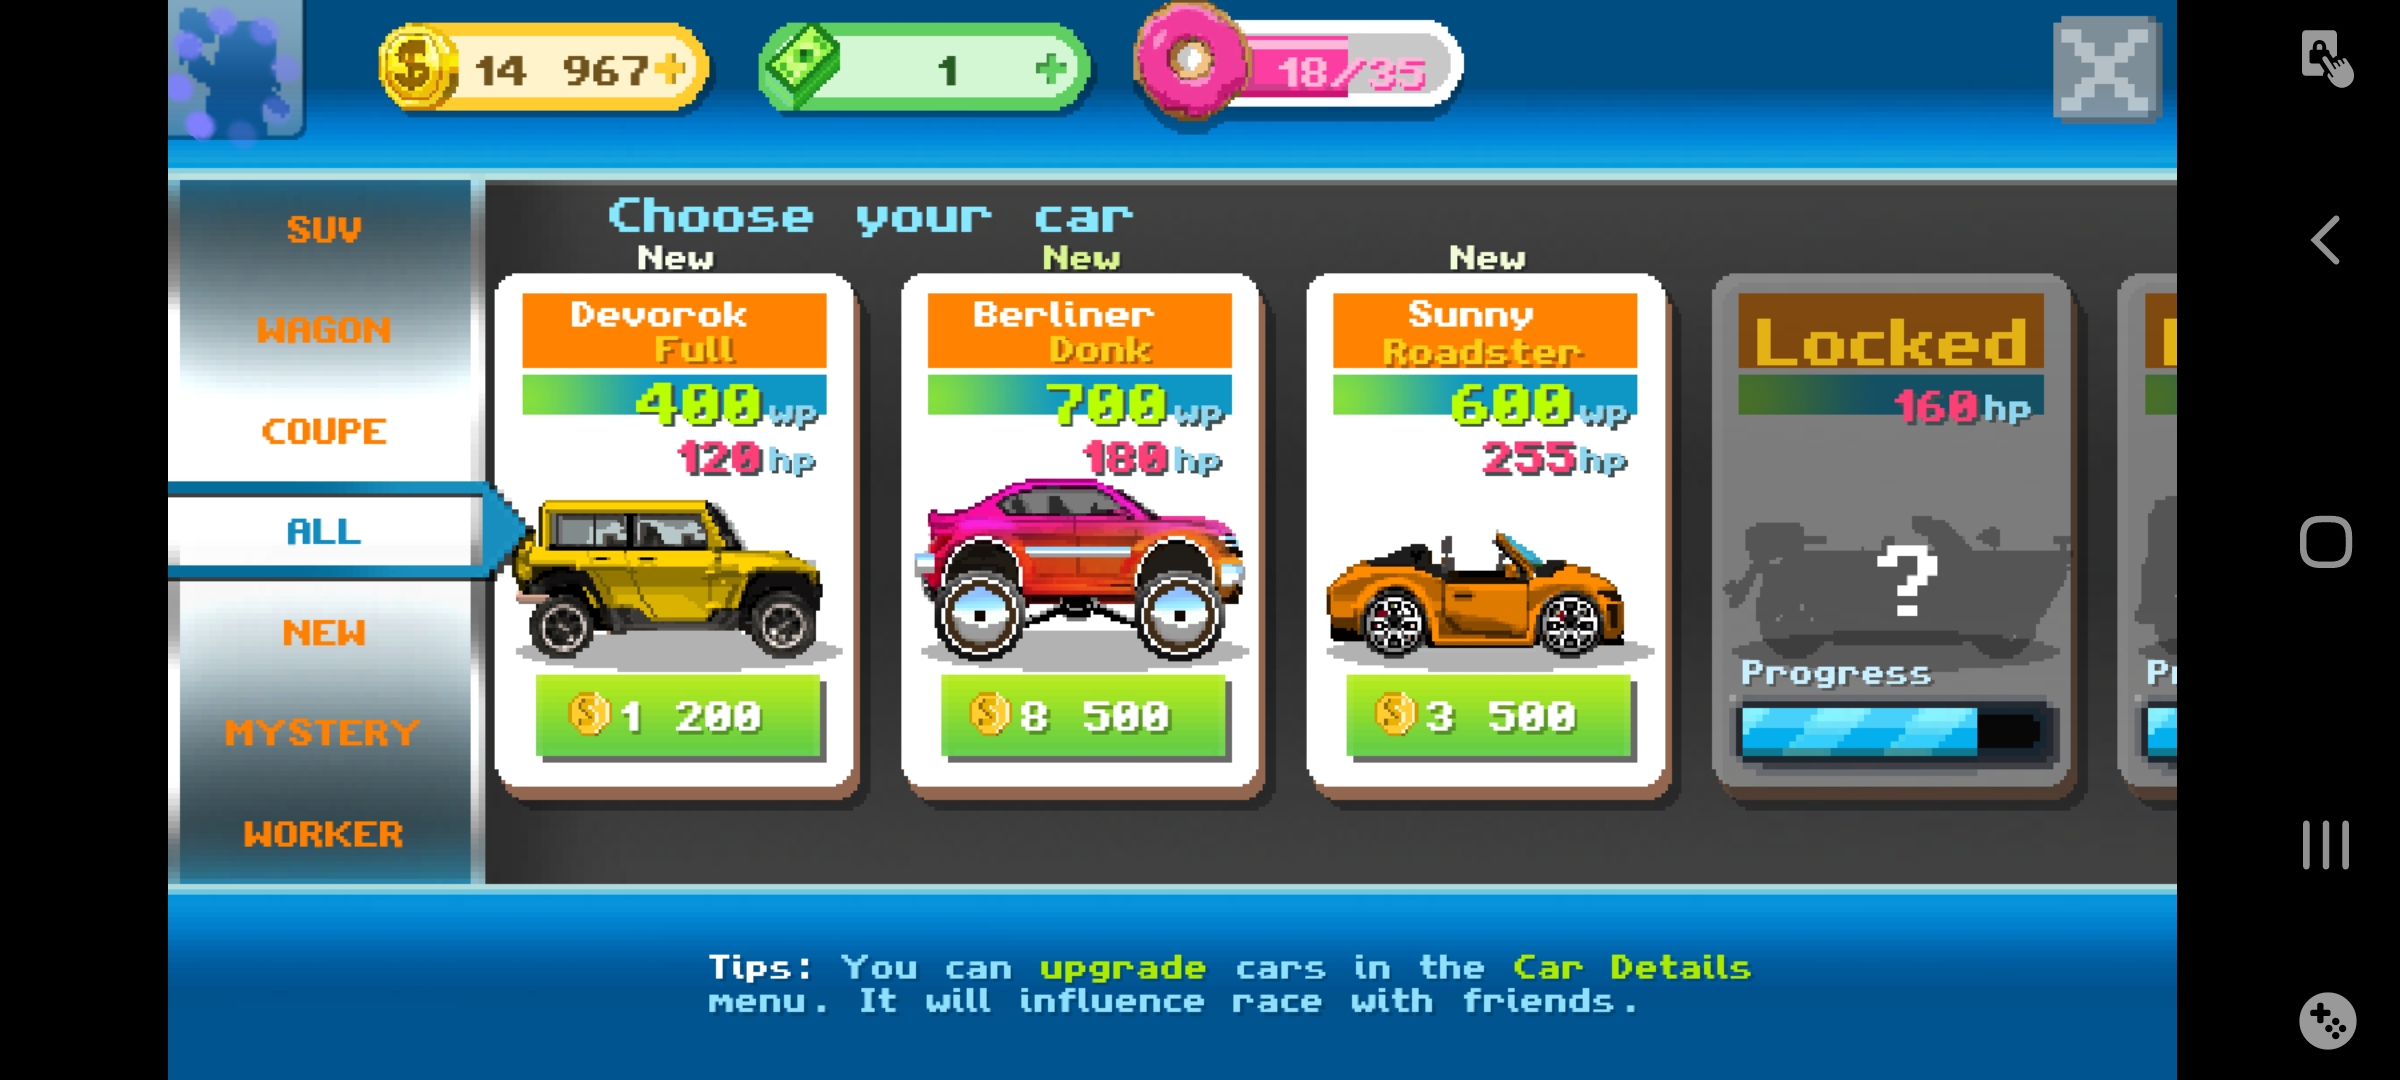 14 967
1
18/35
SUV
WAGON
COUPE
ALL
NEW
MYSTERY
WORKER
Choose your car
New
Devorok
Full
400 wp
120 hp
1 200
New
Berliner
Donk
700 wp
180 hp
8 500
New
Sunny
Roadster
600 wp
255 hp
3 500
Locked
160 hp
?
Progress
Tips: You can upgrade cars in the Car Details
menu. It will influence race with friends.